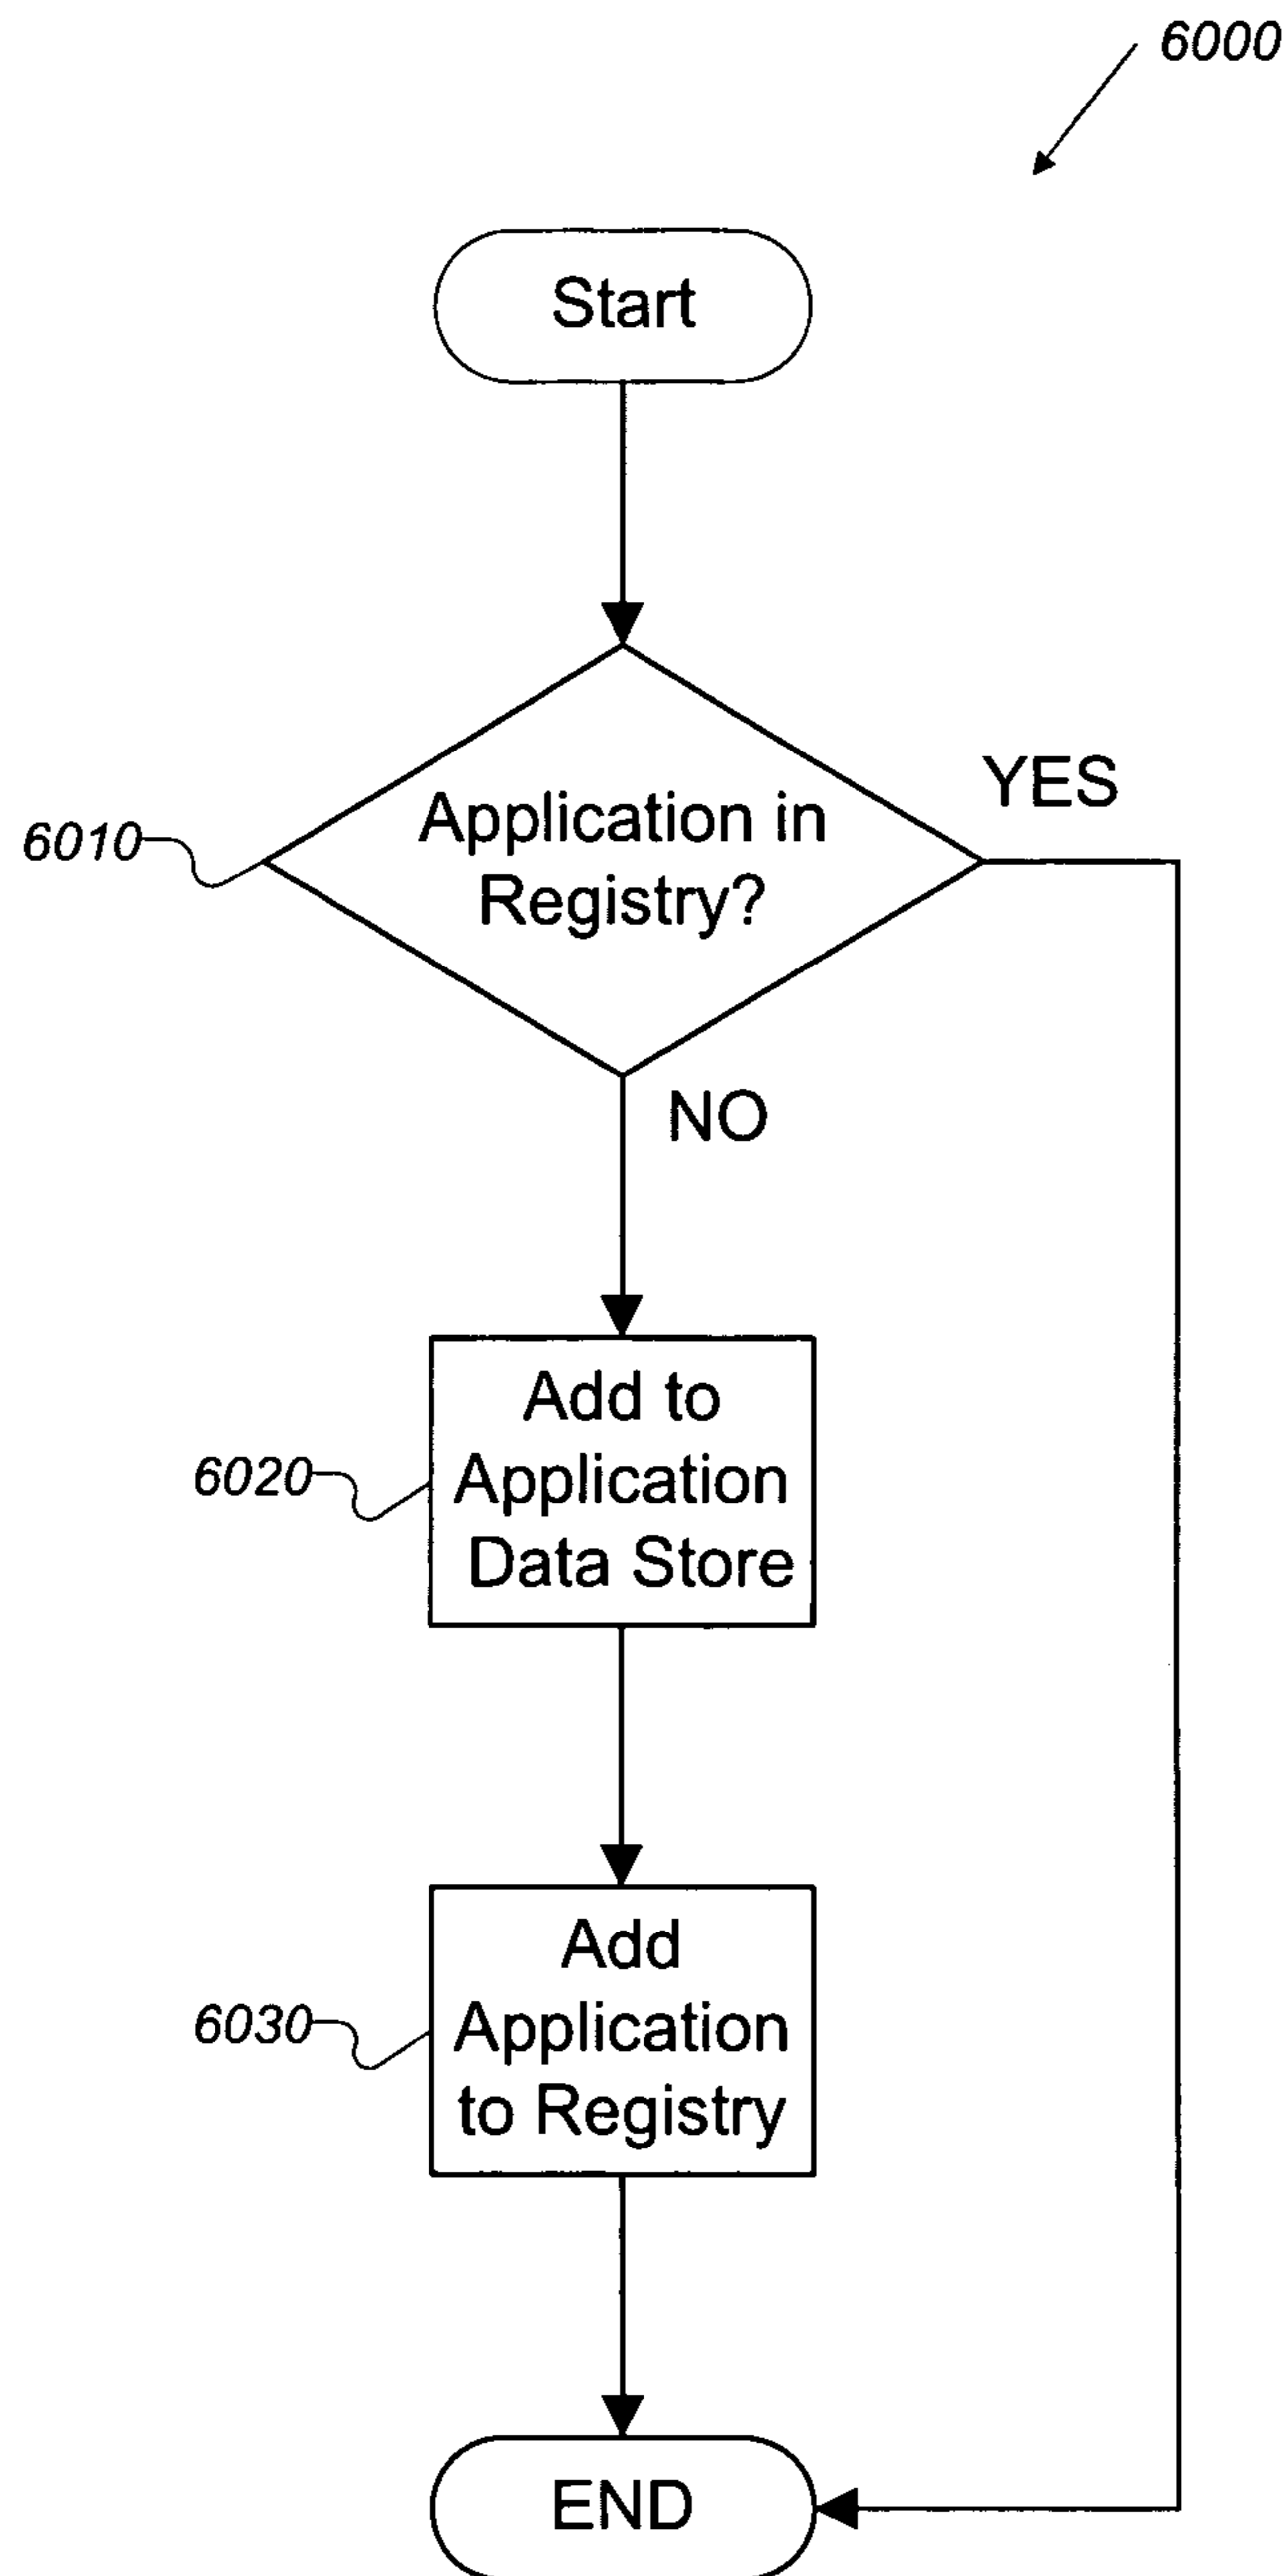 6000
Start
Application in
Registry?
YES
6010
NO
Add to
Application
Data Store
6020
Add
Application
to Registry
6030
END